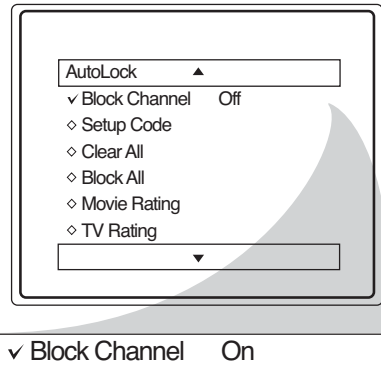 AutoLock ▲
✓ Block Channel Off
◇ Setup Code
◇ Clear All
◇ Block All
◇ Movie Rating
◇ TV Rating
▼
✓ Block Channel On